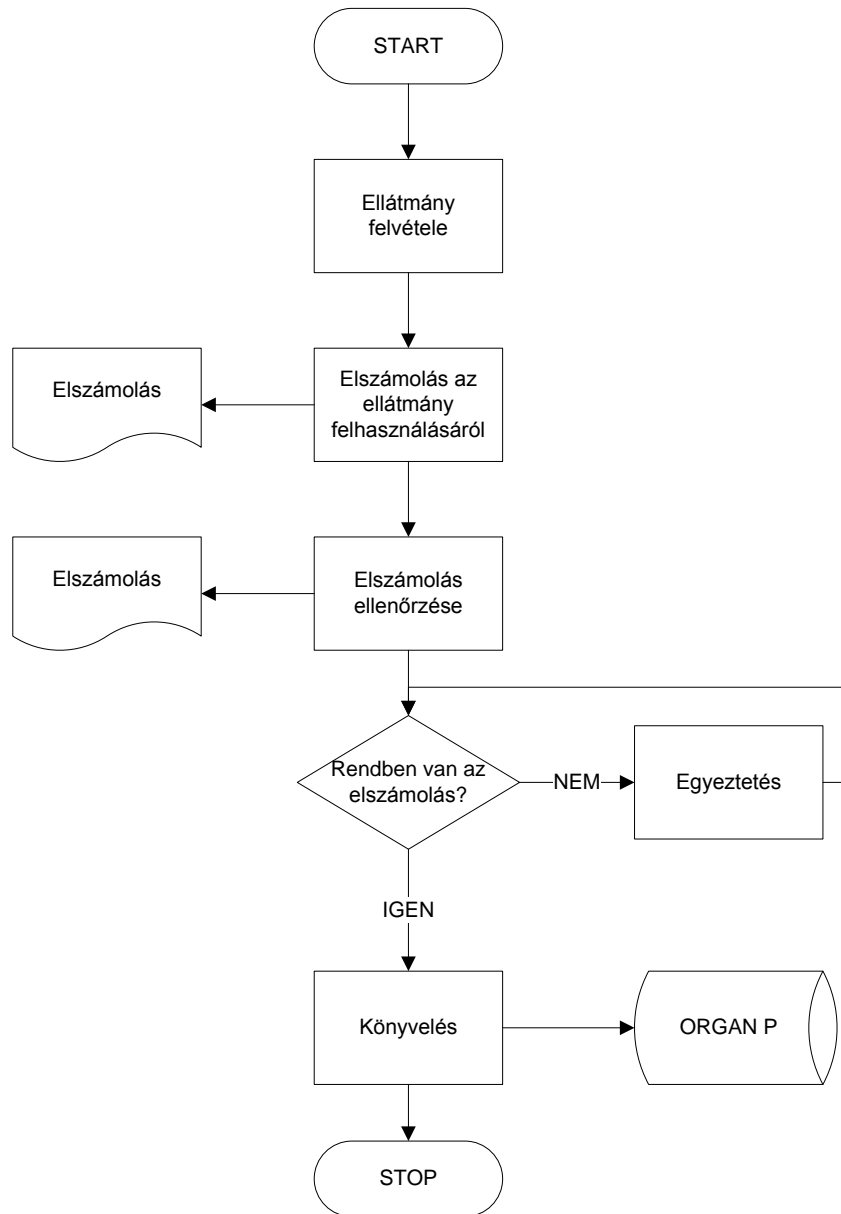 START
Ellátmány
felvétele
Elszámolás
Elszámolás az
ellátmány
felhasználásáról
Elszámolás
Elszámolás
ellenőrzése
Rendben van az
elszámolás?
NEM
Egyeztetés
IGEN
Könyvelés
ORGAN P
STOP